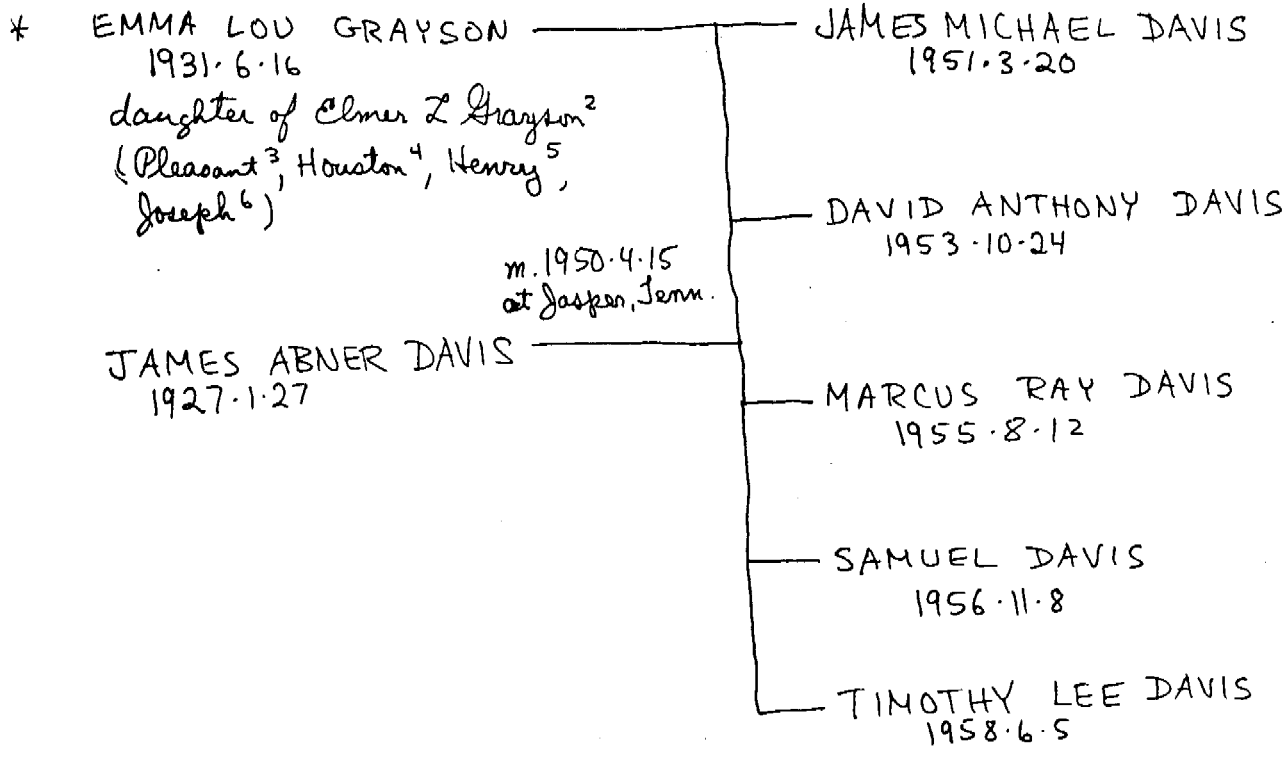 * EMMA LOU GRAYSON
1931·6·16
daughter of Elmer L Grayson²
(Pleasant³, Houston⁴, Henry⁵,
Joseph⁶)
m. 1950·4·15
at Jasper, Tenn.
JAMES ABNER DAVIS
1927·1·27
JAMES MICHAEL DAVIS
1951·3·20
DAVID ANTHONY DAVIS
1953·10·24
MARCUS RAY DAVIS
1955·8·12
SAMUEL DAVIS
1956·11·8
TIMOTHY LEE DAVIS
1958·6·5